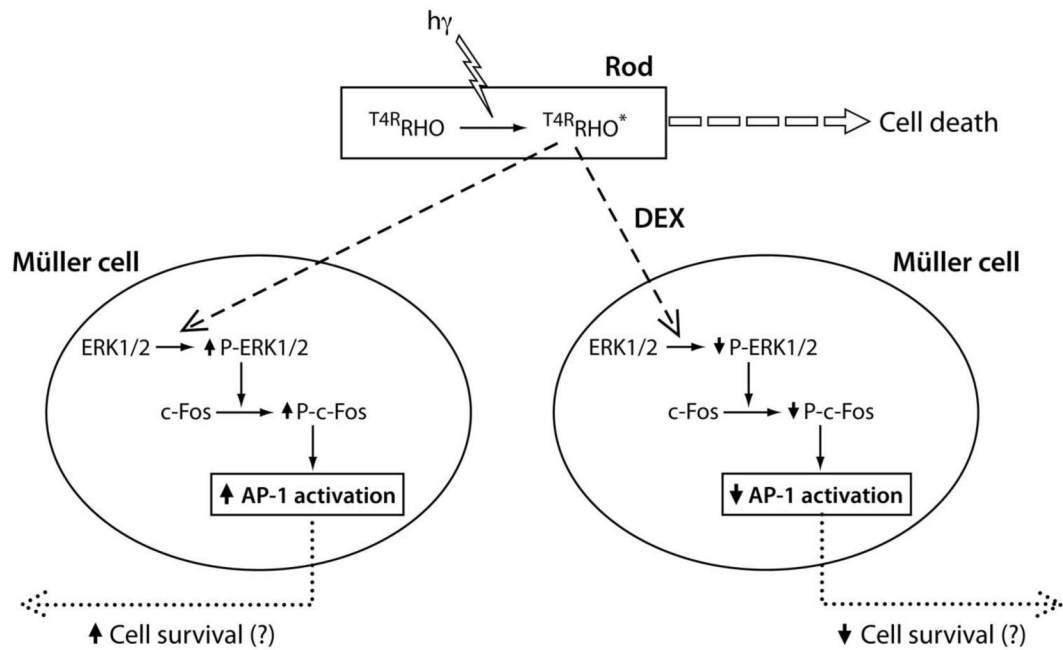 hγ
Rod
T4RRHO → T4RRHO*
Cell death
DEX
Müller cell
Müller cell
ERK1/2 → ↑ P-ERK1/2
c-Fos → ↑ P-c-Fos
↑ AP-1 activation
↑ Cell survival (?)
ERK1/2 → ↓ P-ERK1/2
c-Fos → ↓ P-c-Fos
↓ AP-1 activation
↓ Cell survival (?)